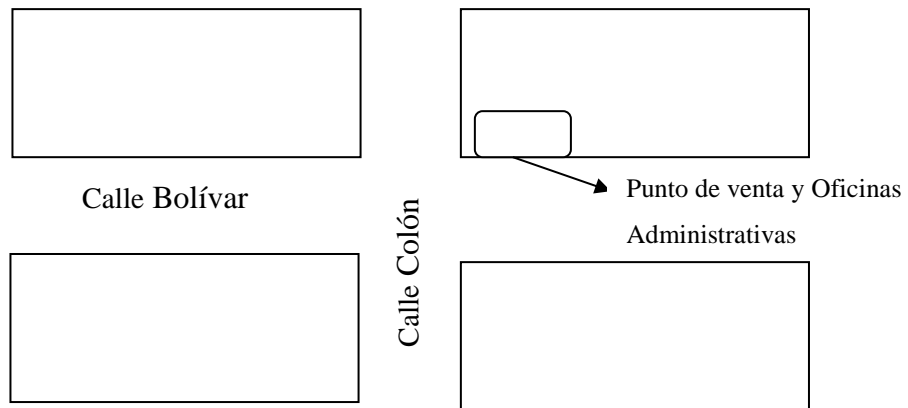 Calle Bolívar
Calle Colón
Punto de venta y Oficinas
Administrativas